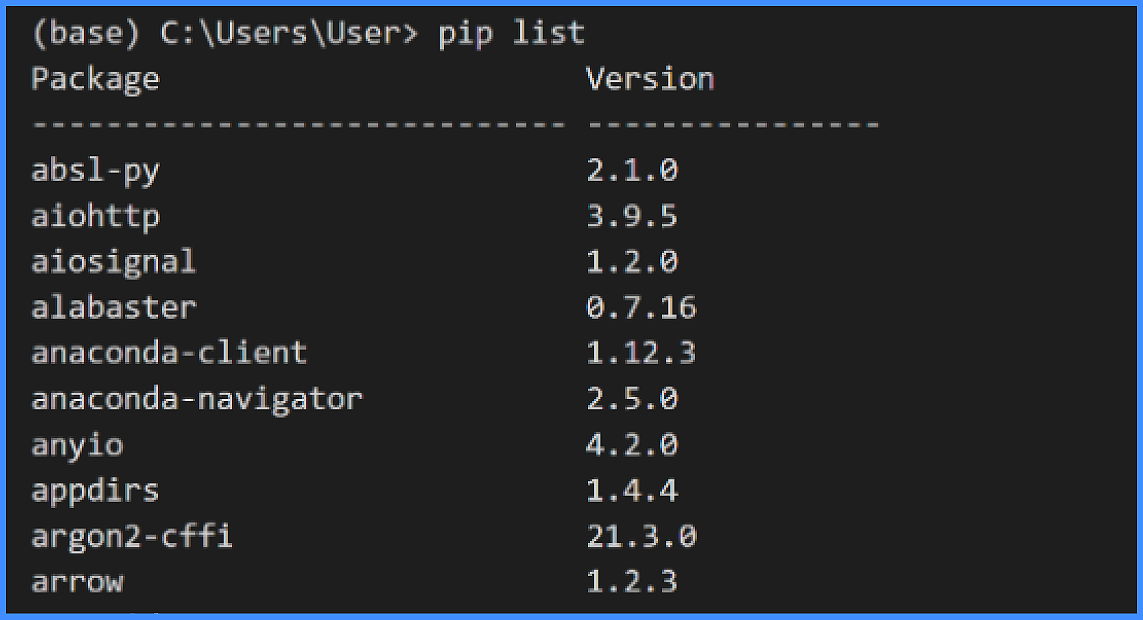 (base) C:\Users\User> pip list
Package                       Version
----------------------------- ----------------
absl-py                       2.1.0
aiohttp                       3.9.5
aiosignal                     1.2.0
alabaster                     0.7.16
anaconda-client               1.12.3
anaconda-navigator            2.5.0
anyio                         4.2.0
appdirs                       1.4.4
argon2-cffi                   21.3.0
arrow                         1.2.3